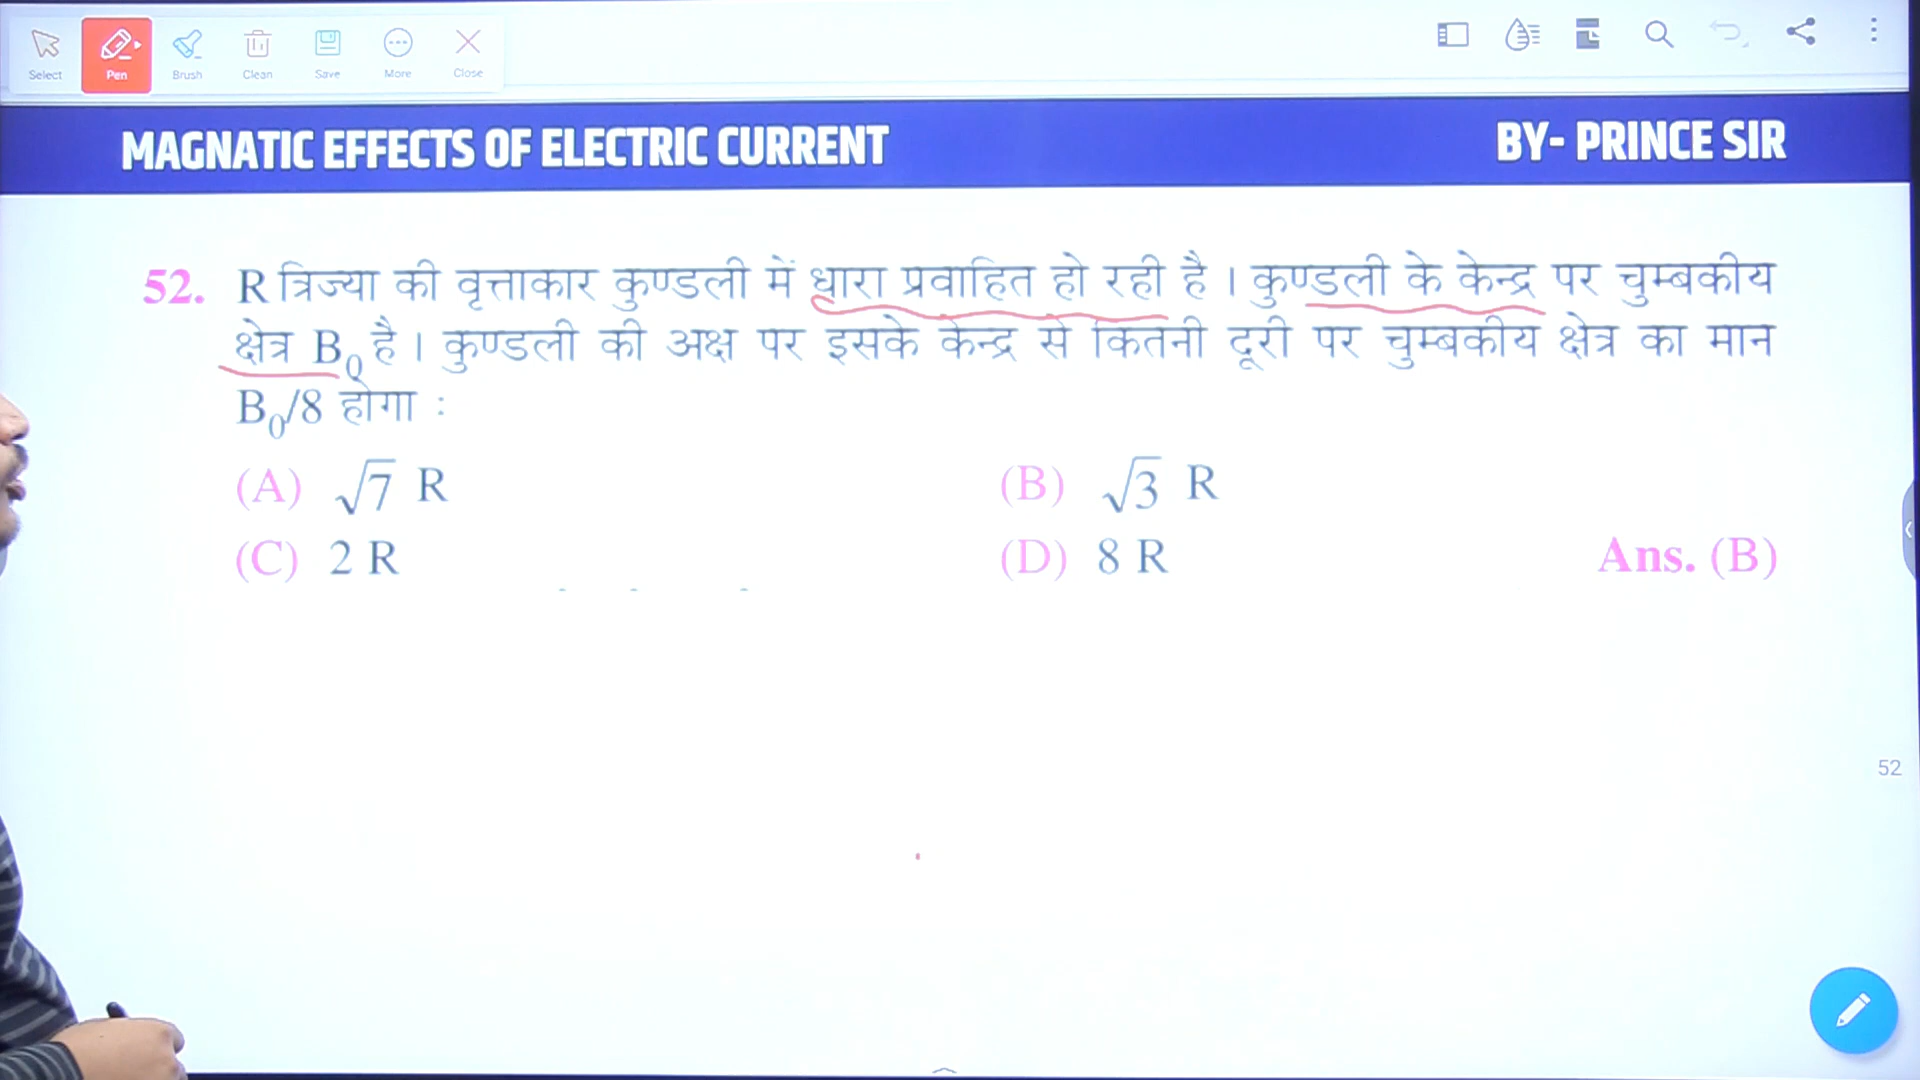 Select Pen Brush Clean Save More Close
MAGNATIC EFFECTS OF ELECTRIC CURRENT BY- PRINCE SIR
52. R त्रिज्या की वृत्ताकार कुण्डली में धारा प्रवाहित हो रही है। कुण्डली के केन्द्र पर चुम्बकीय
क्षेत्र B₀ है। कुण्डली की अक्ष पर इसके केन्द्र से कितनी दूरी पर चुम्बकीय क्षेत्र का मान
B₀/8 होगा :
(A) √7 R (B) √3 R
(C) 2 R (D) 8 R Ans. (B)
52